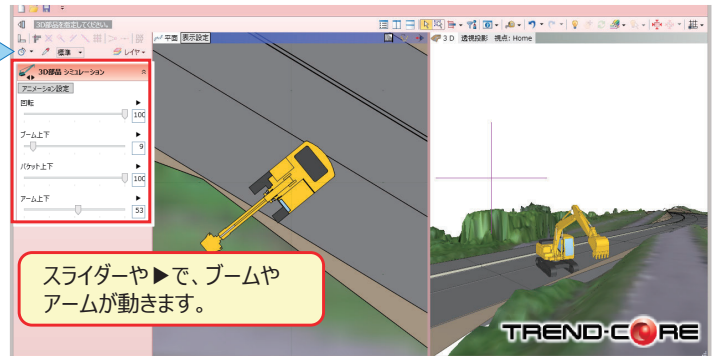 3D部品を指定してください。
平面 表示設定
3 D 透視投影 視点: Home
標準
レイヤ
3D部品 シミュレーション
アニメーション設定
回転 ▶
100
ブーム上下 ▶
9
バケット上下 ▶
100
アーム上下 ▶
53
スライダーや▶で、ブームや
アームが動きます。
TREND-CORE